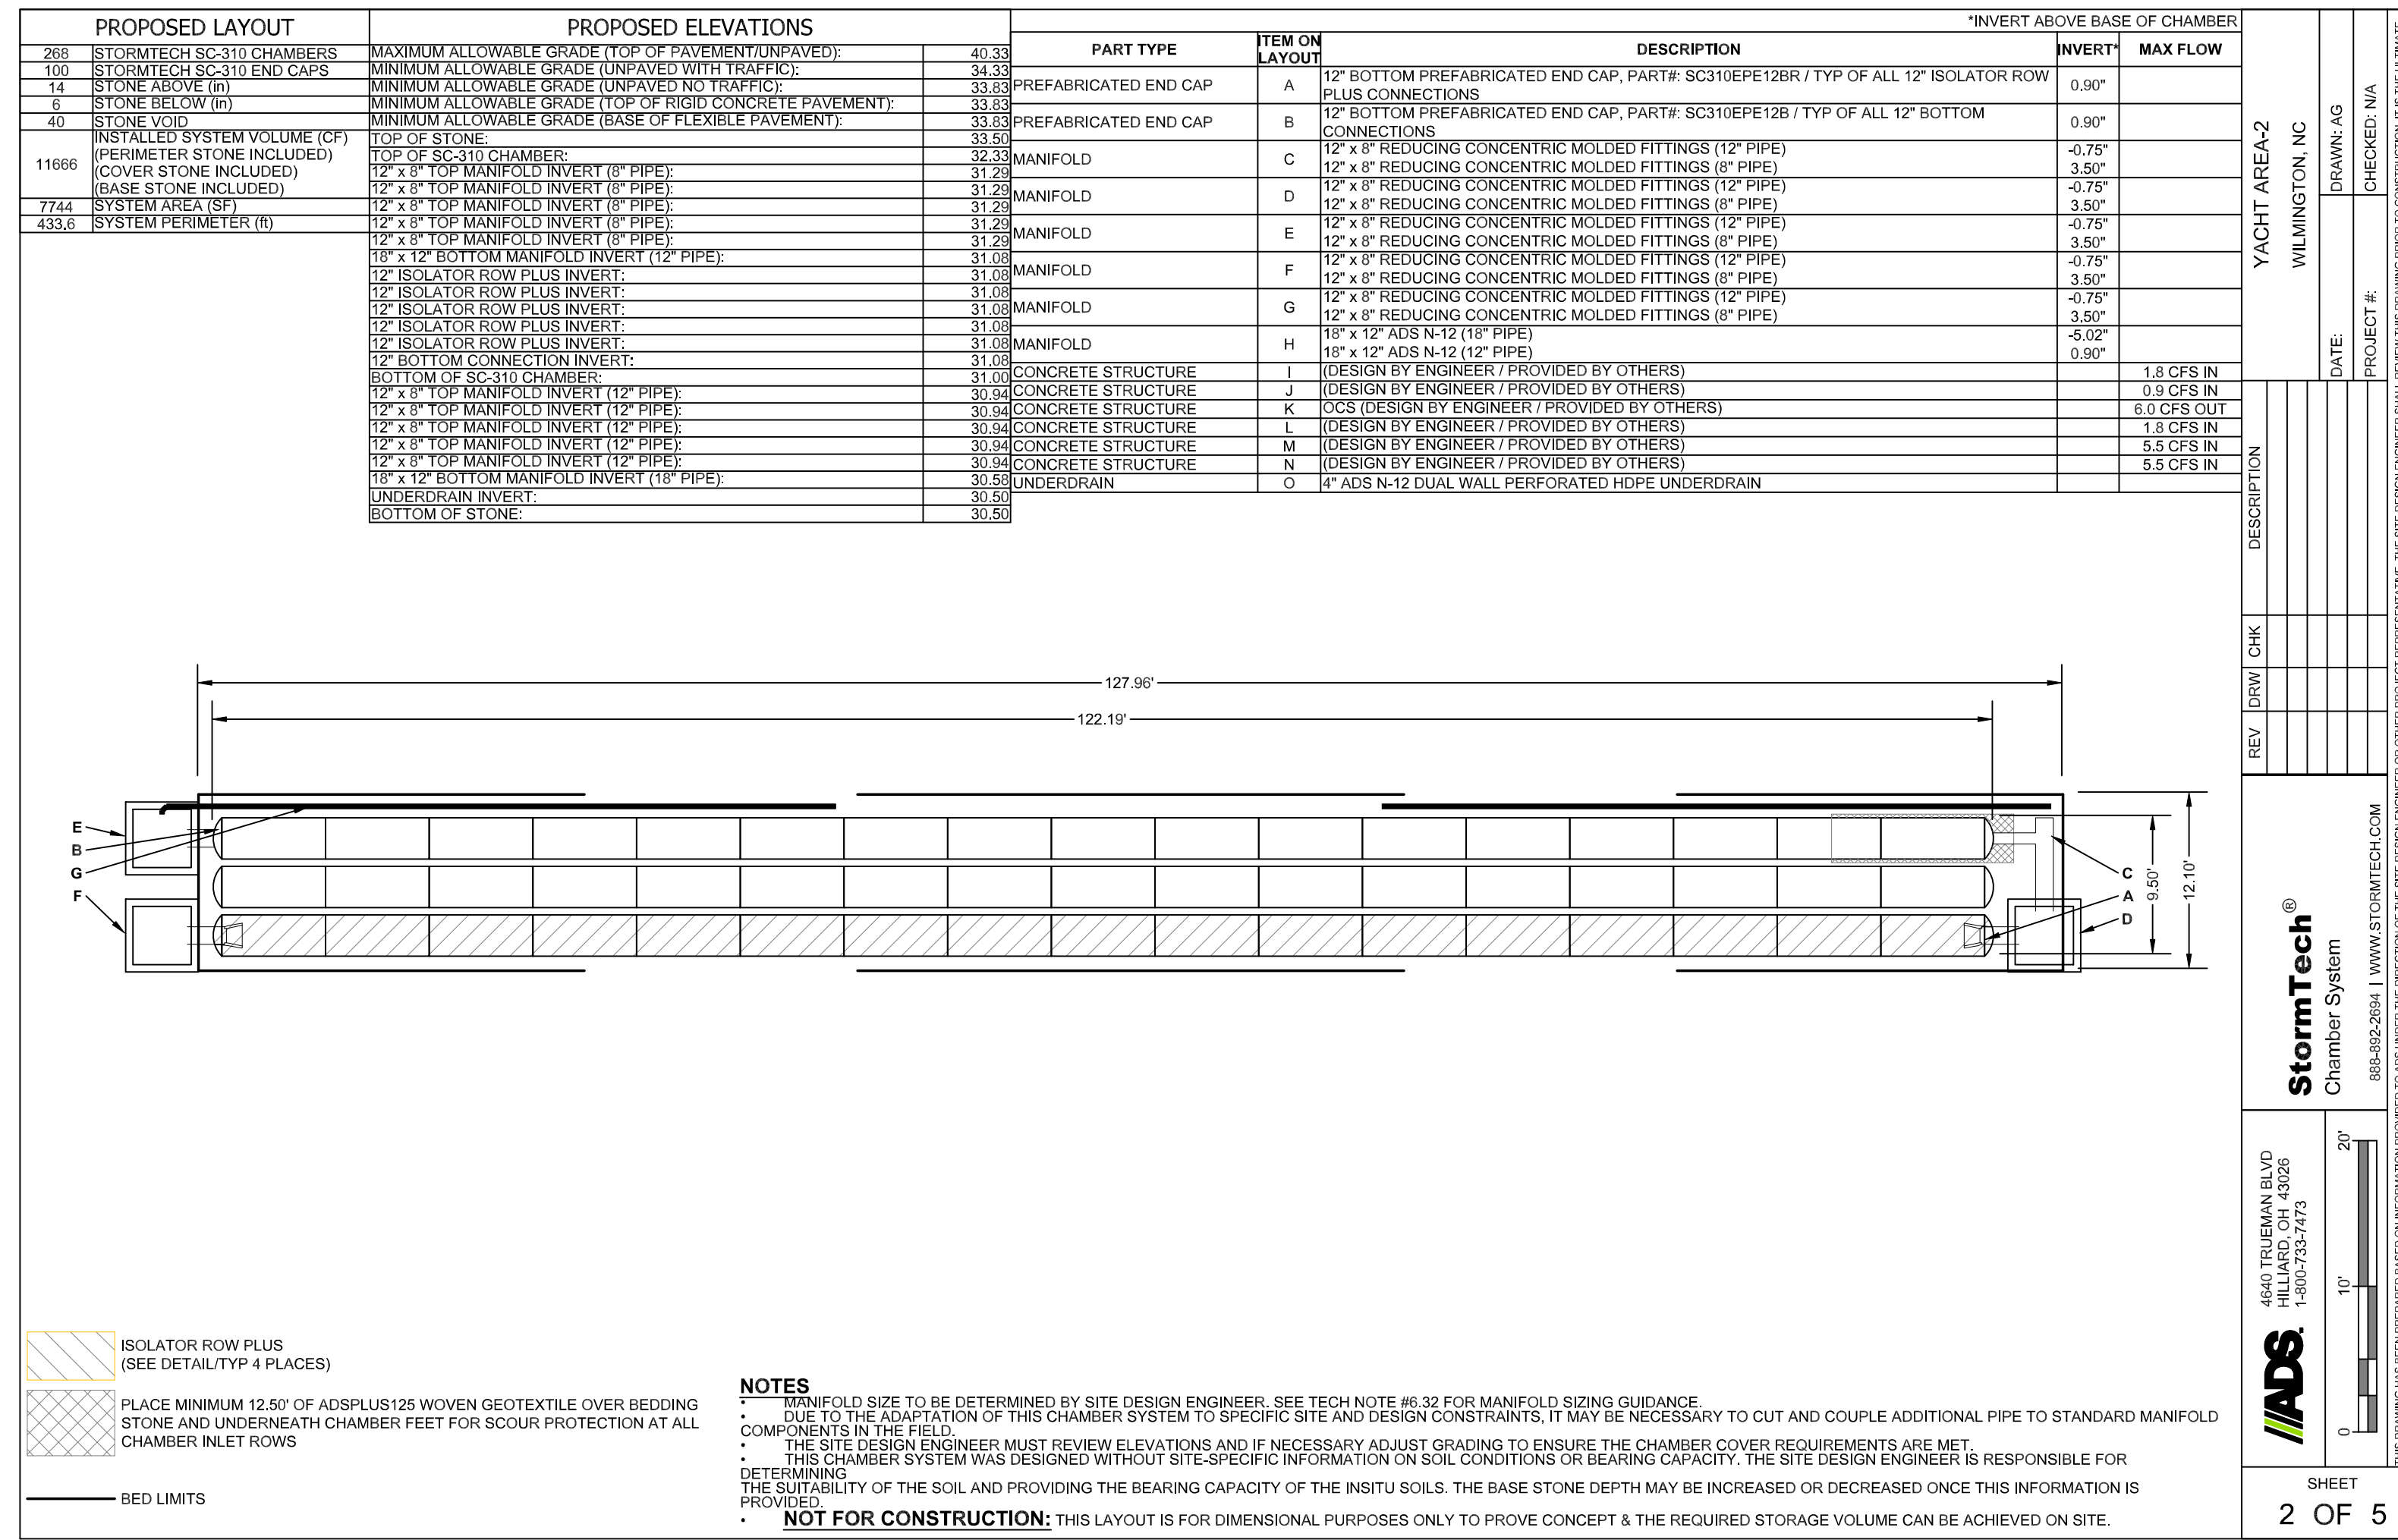 PROPOSED LAYOUT
268 STORMTECH SC-310 CHAMBERS
100 STORMTECH SC-310 END CAPS
14 STONE ABOVE (in)
6 STONE BELOW (in)
40 STONE VOID
11666 INSTALLED SYSTEM VOLUME (CF)
(PERIMETER STONE INCLUDED)
(COVER STONE INCLUDED)
(BASE STONE INCLUDED)
7744 SYSTEM AREA (SF)
433.6 SYSTEM PERIMETER (ft)
PROPOSED ELEVATIONS
MAXIMUM ALLOWABLE GRADE (TOP OF PAVEMENT/UNPAVED): 40.33
MINIMUM ALLOWABLE GRADE (UNPAVED WITH TRAFFIC): 34.33
MINIMUM ALLOWABLE GRADE (UNPAVED NO TRAFFIC): 33.83
MINIMUM ALLOWABLE GRADE (TOP OF RIGID CONCRETE PAVEMENT): 33.83
MINIMUM ALLOWABLE GRADE (BASE OF FLEXIBLE PAVEMENT): 33.83
TOP OF STONE: 33.50
TOP OF SC-310 CHAMBER: 32.33
12" x 8" TOP MANIFOLD INVERT (8" PIPE): 31.29
12" x 8" TOP MANIFOLD INVERT (8" PIPE): 31.29
12" x 8" TOP MANIFOLD INVERT (8" PIPE): 31.29
12" x 8" TOP MANIFOLD INVERT (8" PIPE): 31.29
12" x 8" TOP MANIFOLD INVERT (8" PIPE): 31.29
18" x 12" BOTTOM MANIFOLD INVERT (12" PIPE): 31.08
12" ISOLATOR ROW PLUS INVERT: 31.08
12" ISOLATOR ROW PLUS INVERT: 31.08
12" ISOLATOR ROW PLUS INVERT: 31.08
12" ISOLATOR ROW PLUS INVERT: 31.08
12" ISOLATOR ROW PLUS INVERT: 31.08
12" BOTTOM CONNECTION INVERT: 31.08
BOTTOM OF SC-310 CHAMBER: 31.00
12" x 8" TOP MANIFOLD INVERT (12" PIPE): 30.94
12" x 8" TOP MANIFOLD INVERT (12" PIPE): 30.94
12" x 8" TOP MANIFOLD INVERT (12" PIPE): 30.94
12" x 8" TOP MANIFOLD INVERT (12" PIPE): 30.94
12" x 8" TOP MANIFOLD INVERT (12" PIPE): 30.94
18" x 12" BOTTOM MANIFOLD INVERT (18" PIPE): 30.58
UNDERDRAIN INVERT: 30.50
BOTTOM OF STONE: 30.50
*INVERT ABOVE BASE OF CHAMBER
PART TYPE ITEM ON LAYOUT DESCRIPTION INVERT* MAX FLOW
PREFABRICATED END CAP A 12" BOTTOM PREFABRICATED END CAP, PART#: SC310EPE12BR / TYP OF ALL 12" ISOLATOR ROW 0.90"
PLUS CONNECTIONS
PREFABRICATED END CAP B 12" BOTTOM PREFABRICATED END CAP, PART#: SC310EPE12B / TYP OF ALL 12" BOTTOM 0.90"
CONNECTIONS
MANIFOLD C 12" x 8" REDUCING CONCENTRIC MOLDED FITTINGS (12" PIPE) -0.75"
12" x 8" REDUCING CONCENTRIC MOLDED FITTINGS (8" PIPE) 3.50"
MANIFOLD D 12" x 8" REDUCING CONCENTRIC MOLDED FITTINGS (12" PIPE) -0.75"
12" x 8" REDUCING CONCENTRIC MOLDED FITTINGS (8" PIPE) 3.50"
MANIFOLD E 12" x 8" REDUCING CONCENTRIC MOLDED FITTINGS (12" PIPE) -0.75"
12" x 8" REDUCING CONCENTRIC MOLDED FITTINGS (8" PIPE) 3.50"
MANIFOLD F 12" x 8" REDUCING CONCENTRIC MOLDED FITTINGS (12" PIPE) -0.75"
12" x 8" REDUCING CONCENTRIC MOLDED FITTINGS (8" PIPE) 3.50"
MANIFOLD G 12" x 8" REDUCING CONCENTRIC MOLDED FITTINGS (12" PIPE) -0.75"
12" x 8" REDUCING CONCENTRIC MOLDED FITTINGS (8" PIPE) 3.50"
MANIFOLD H 18" x 12" ADS N-12 (18" PIPE) -5.02"
18" x 12" ADS N-12 (12" PIPE) 0.90"
CONCRETE STRUCTURE I (DESIGN BY ENGINEER / PROVIDED BY OTHERS) 1.8 CFS IN
CONCRETE STRUCTURE J (DESIGN BY ENGINEER / PROVIDED BY OTHERS) 0.9 CFS IN
CONCRETE STRUCTURE K OCS (DESIGN BY ENGINEER / PROVIDED BY OTHERS) 6.0 CFS OUT
CONCRETE STRUCTURE L (DESIGN BY ENGINEER / PROVIDED BY OTHERS) 1.8 CFS IN
CONCRETE STRUCTURE M (DESIGN BY ENGINEER / PROVIDED BY OTHERS) 5.5 CFS IN
CONCRETE STRUCTURE N (DESIGN BY ENGINEER / PROVIDED BY OTHERS) 5.5 CFS IN
UNDERDRAIN O 4" ADS N-12 DUAL WALL PERFORATED HDPE UNDERDRAIN
127.96'
122.19'
E
B
G
F
C
A
D
9.50'
12.10'
ISOLATOR ROW PLUS
(SEE DETAIL/TYP 4 PLACES)
PLACE MINIMUM 12.50' OF ADSPLUS125 WOVEN GEOTEXTILE OVER BEDDING
STONE AND UNDERNEATH CHAMBER FEET FOR SCOUR PROTECTION AT ALL
CHAMBER INLET ROWS
BED LIMITS
NOTES
• MANIFOLD SIZE TO BE DETERMINED BY SITE DESIGN ENGINEER. SEE TECH NOTE #6.32 FOR MANIFOLD SIZING GUIDANCE.
• DUE TO THE ADAPTATION OF THIS CHAMBER SYSTEM TO SPECIFIC SITE AND DESIGN CONSTRAINTS, IT MAY BE NECESSARY TO CUT AND COUPLE ADDITIONAL PIPE TO STANDARD MANIFOLD
COMPONENTS IN THE FIELD.
• THE SITE DESIGN ENGINEER MUST REVIEW ELEVATIONS AND IF NECESSARY ADJUST GRADING TO ENSURE THE CHAMBER COVER REQUIREMENTS ARE MET.
• THIS CHAMBER SYSTEM WAS DESIGNED WITHOUT SITE-SPECIFIC INFORMATION ON SOIL CONDITIONS OR BEARING CAPACITY. THE SITE DESIGN ENGINEER IS RESPONSIBLE FOR
DETERMINING
THE SUITABILITY OF THE SOIL AND PROVIDING THE BEARING CAPACITY OF THE INSITU SOILS. THE BASE STONE DEPTH MAY BE INCREASED OR DECREASED ONCE THIS INFORMATION IS
PROVIDED.
• NOT FOR CONSTRUCTION: THIS LAYOUT IS FOR DIMENSIONAL PURPOSES ONLY TO PROVE CONCEPT & THE REQUIRED STORAGE VOLUME CAN BE ACHIEVED ON SITE.
YACHT AREA-2
WILMINGTON, NC
DATE: DRAWN: AG
PROJECT #: CHECKED: N/A
REV DRW CHK DESCRIPTION
StormTech®
Chamber System
888-892-2694 | WWW.STORMTECH.COM
ADS.
4640 TRUEMAN BLVD
HILLIARD, OH 43026
1-800-733-7473
0 10' 20'
SHEET
2 OF 5